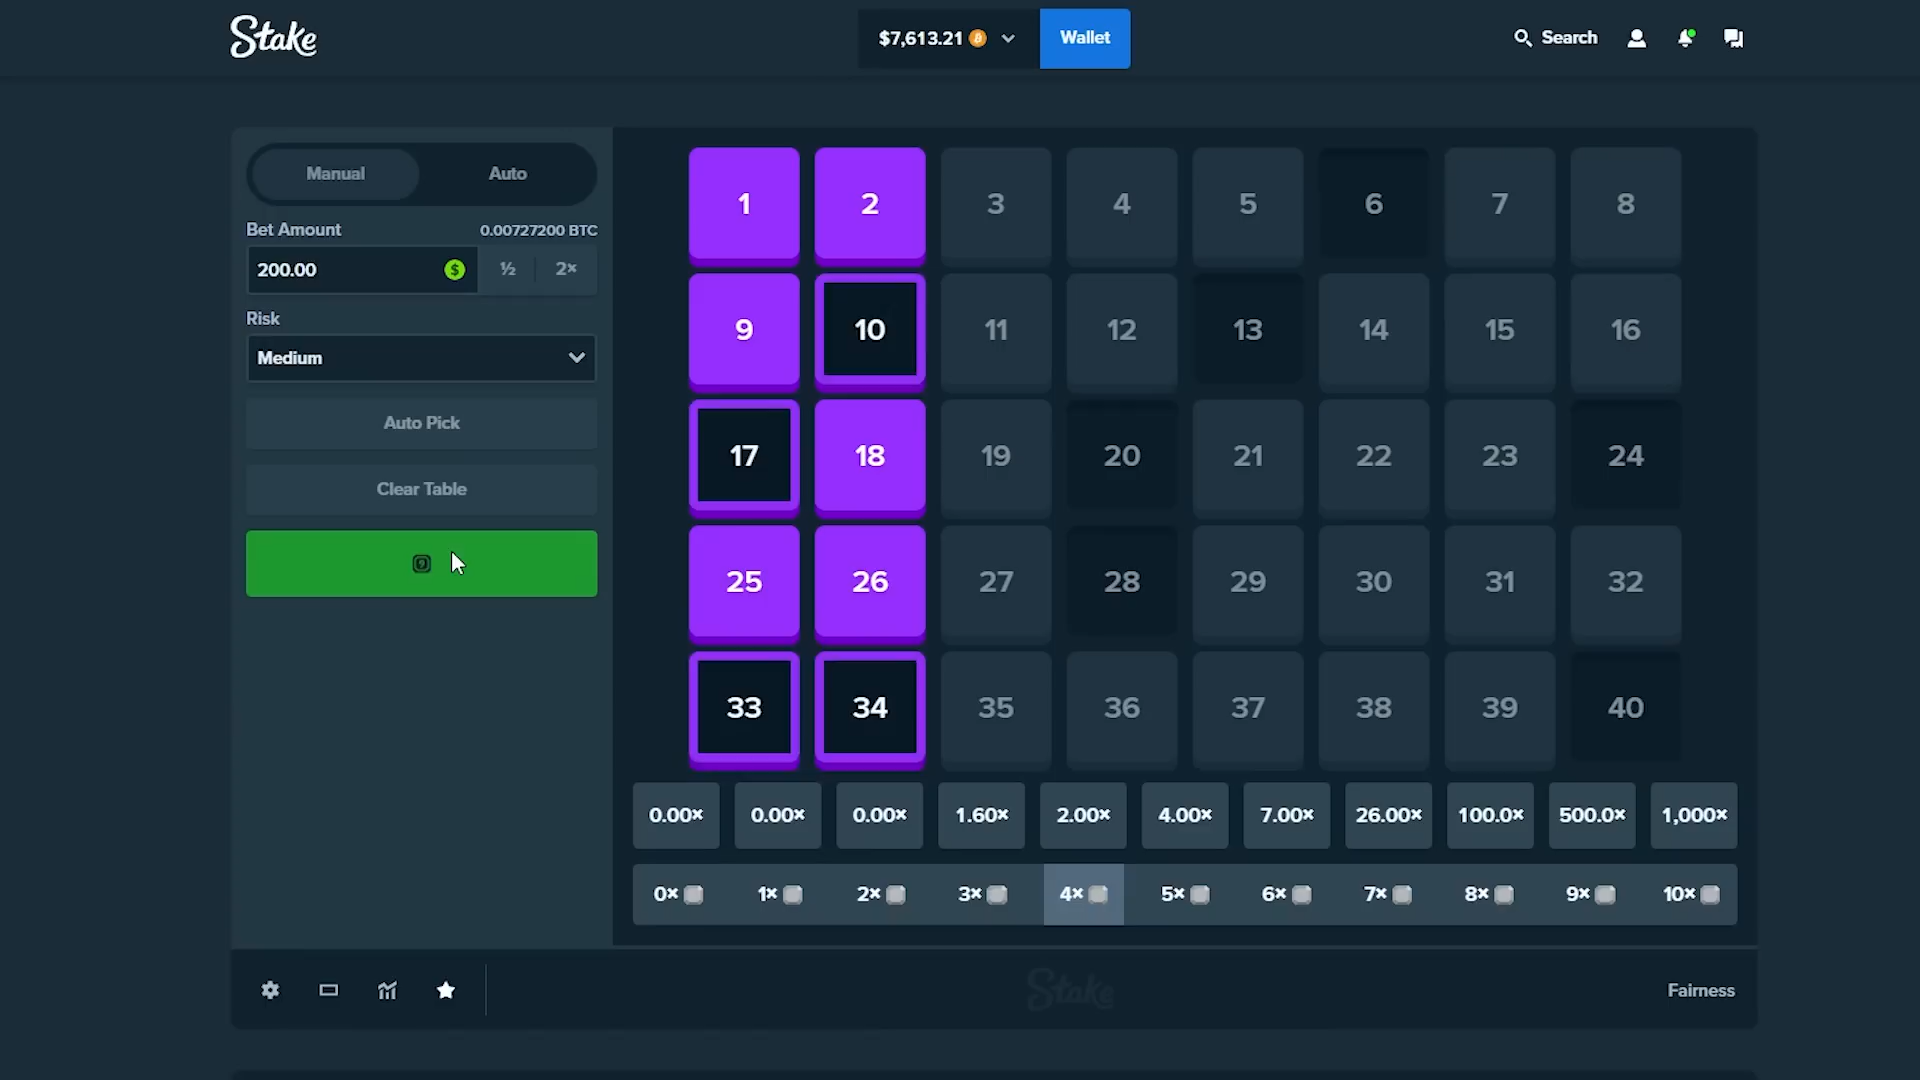 Stake
$7,613.21
Wallet
Search
Manual
Auto
Bet Amount
0.00727200 BTC
200.00
½
2×
Risk
Medium
Auto Pick
Clear Table
1 2 3 4 5 6 7 8
9 10 11 12 13 14 15 16
17 18 19 20 21 22 23 24
25 26 27 28 29 30 31 32
33 34 35 36 37 38 39 40
0.00× 0.00× 0.00× 1.60× 2.00× 4.00× 7.00× 26.00× 100.0× 500.0× 1,000×
0× 1× 2× 3× 4× 5× 6× 7× 8× 9× 10×
Stake
Fairness